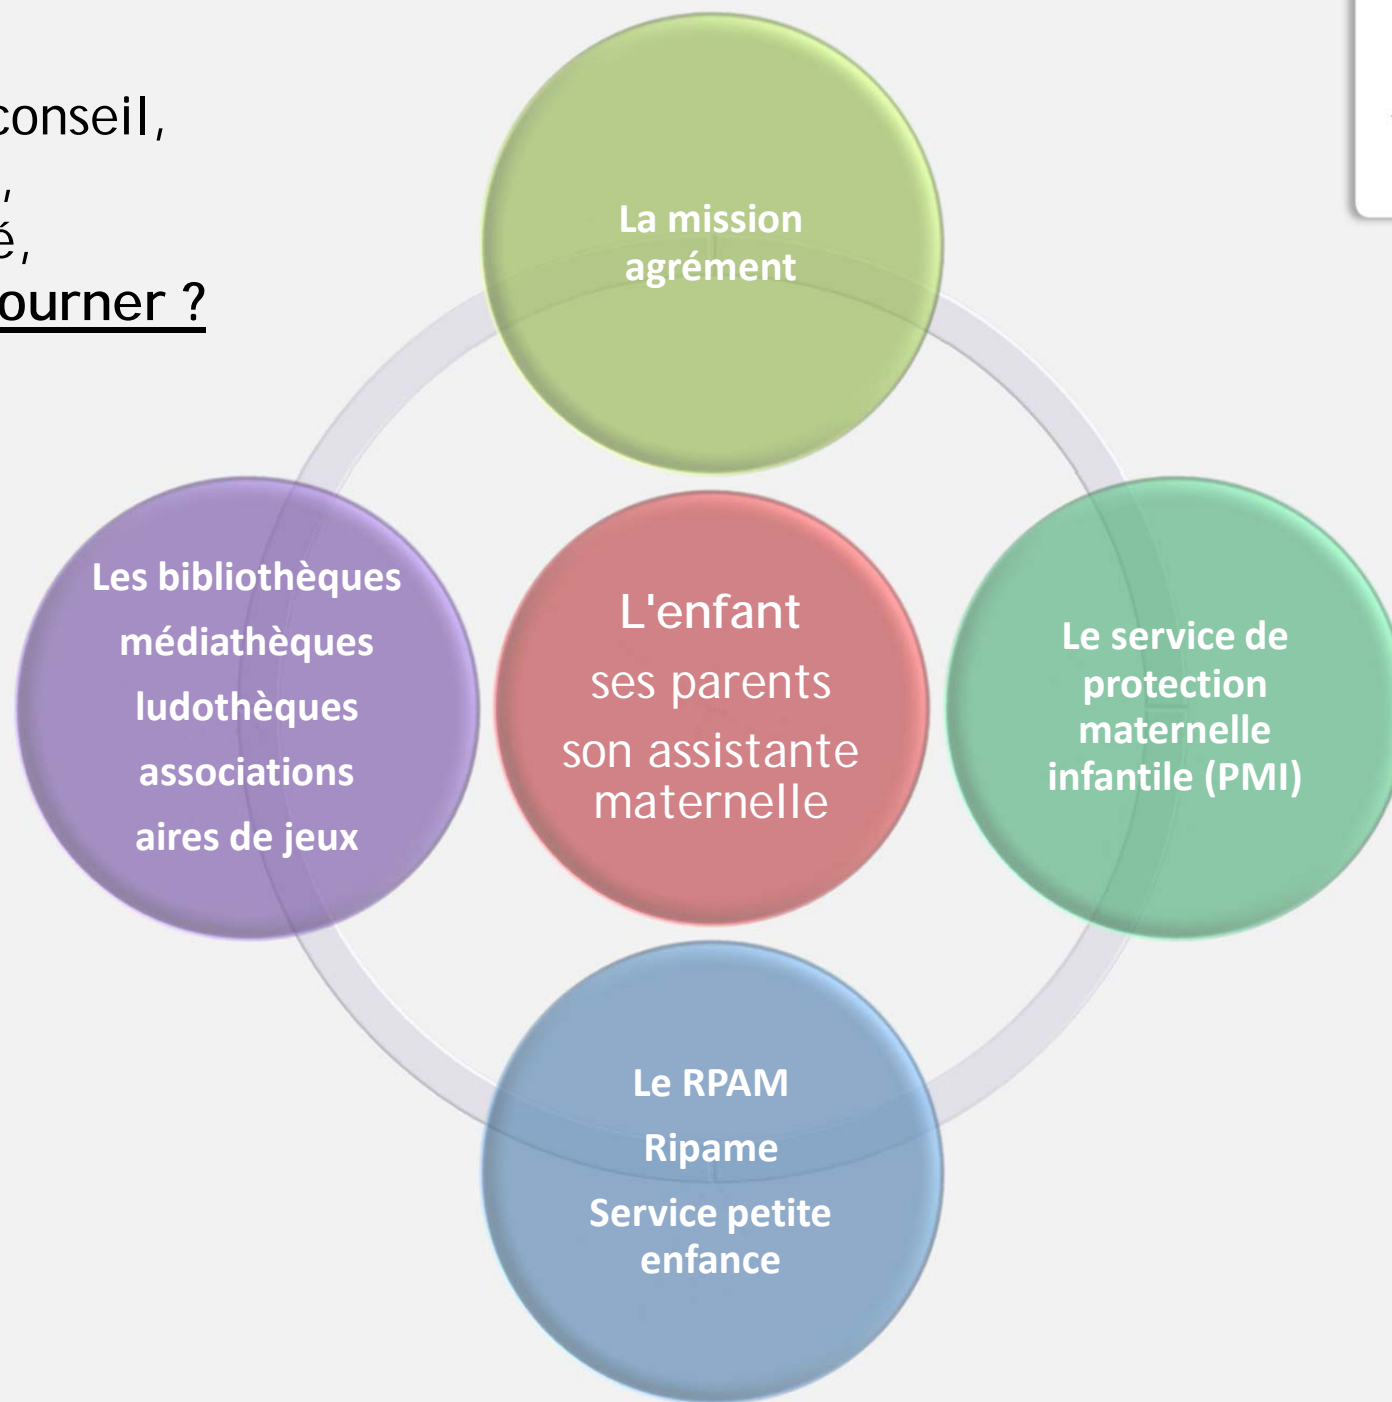 conseil,
,
é,
ourner ?
La mission
agrément
Les bibliothèques
médiathèques
ludothèques
associations
aires de jeux
L'enfant
ses parents
son assistante
maternelle
Le service de
protection
maternelle
infantile (PMI)
Le RPAM
Ripame
Service petite
enfance